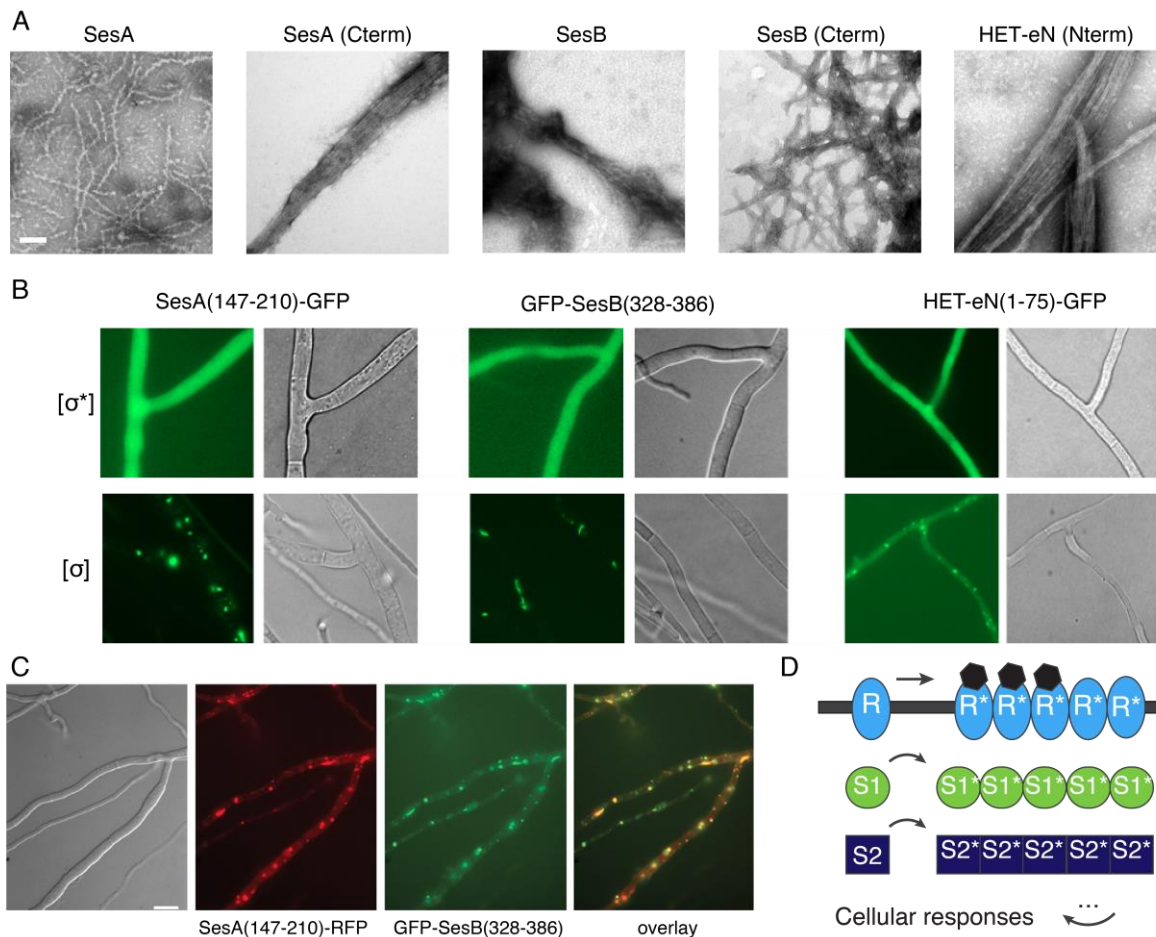 A
SesA
SesA (Cterm)
SesB
SesB (Cterm)
HET-eN (Nterm)
B
SesA(147-210)-GFP
GFP-SesB(328-386)
HET-eN(1-75)-GFP
[σ*]
[σ]
C
SesA(147-210)-RFP
GFP-SesB(328-386)
overlay
D
R
R* R* R* R* R*
S1
S1* S1* S1* S1* S1*
S2
S2* S2* S2* S2* S2*
...
Cellular responses